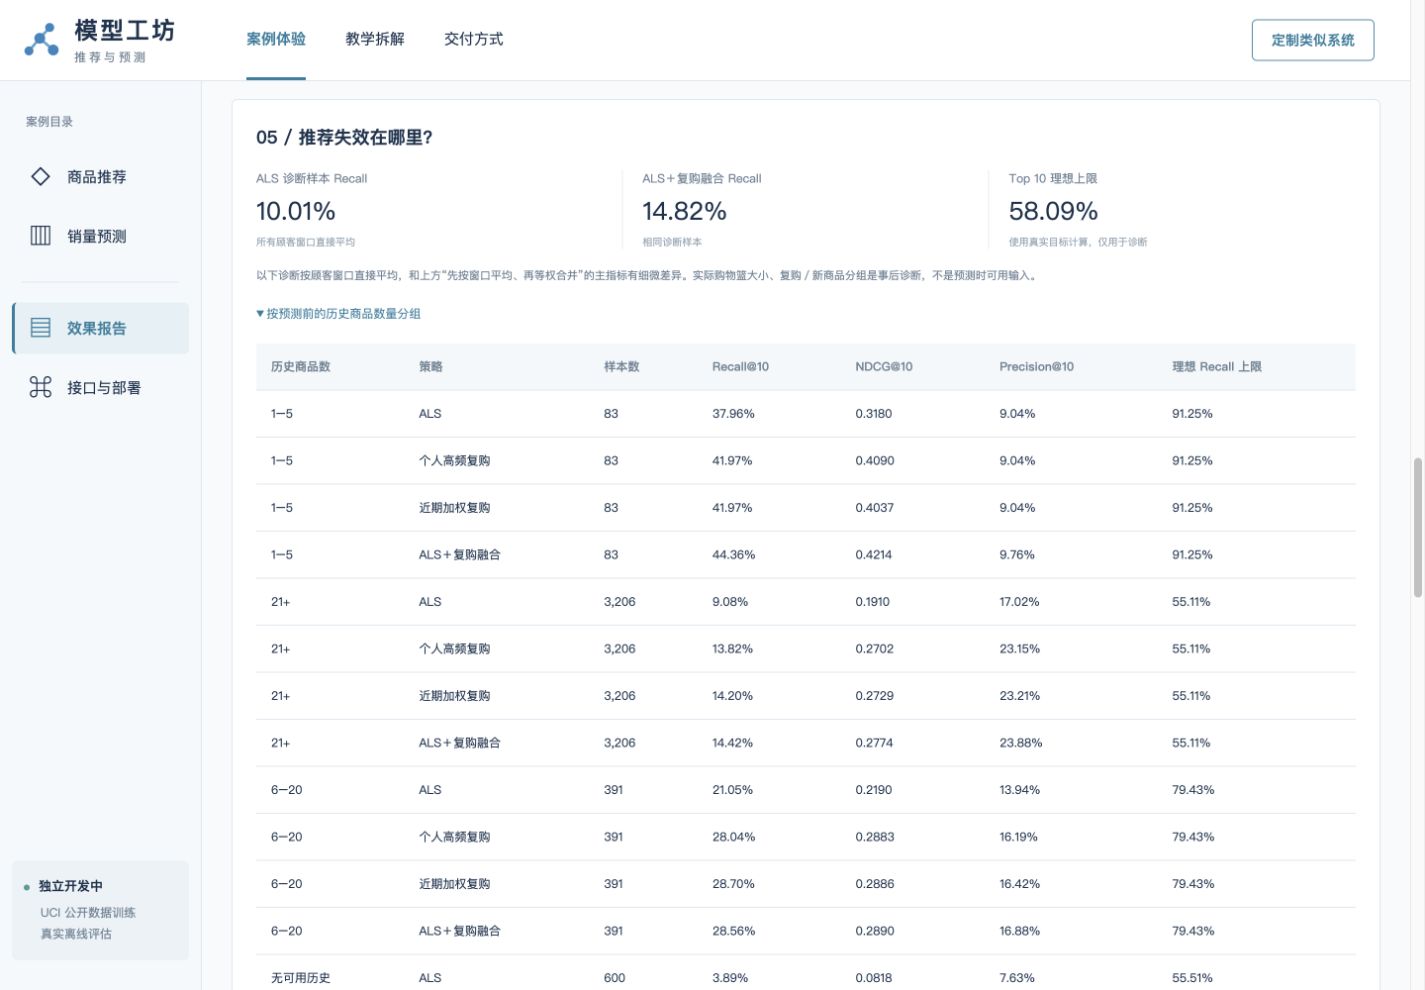 模型工坊
推荐与预测
案例体验 教学拆解 交付方式
定制类似系统
案例目录
商品推荐
销量预测
效果报告
接口与部署
独立开发中
UCI 公开数据训练
真实离线评估
05 / 推荐失效在哪里?
ALS 诊断样本 Recall
10.01%
所有顾客窗口直接平均
ALS+复购融合 Recall
14.82%
相同诊断样本
Top 10 理想上限
58.09%
使用真实目标计算，仅用于诊断
以下诊断按顾客窗口直接平均，和上方“先按窗口平均、再等权合并”的主指标有细微差异。实际购物篮大小、复购 / 新商品分组是事后诊断，不是预测时可用输入。
▼按预测前的历史商品数量分组
历史商品数 策略 样本数 Recall@10 NDCG@10 Precision@10 理想 Recall 上限
1—5 ALS 83 37.96% 0.3180 9.04% 91.25%
1—5 个人高频复购 83 41.97% 0.4090 9.04% 91.25%
1—5 近期加权复购 83 41.97% 0.4037 9.04% 91.25%
1—5 ALS+复购融合 83 44.36% 0.4214 9.76% 91.25%
21+ ALS 3,206 9.08% 0.1910 17.02% 55.11%
21+ 个人高频复购 3,206 13.82% 0.2702 23.15% 55.11%
21+ 近期加权复购 3,206 14.20% 0.2729 23.21% 55.11%
21+ ALS+复购融合 3,206 14.42% 0.2774 23.88% 55.11%
6—20 ALS 391 21.05% 0.2190 13.94% 79.43%
6—20 个人高频复购 391 28.04% 0.2883 16.19% 79.43%
6—20 近期加权复购 391 28.70% 0.2886 16.42% 79.43%
6—20 ALS+复购融合 391 28.56% 0.2890 16.88% 79.43%
无可用历史 ALS 600 3.89% 0.0818 7.63% 55.51%